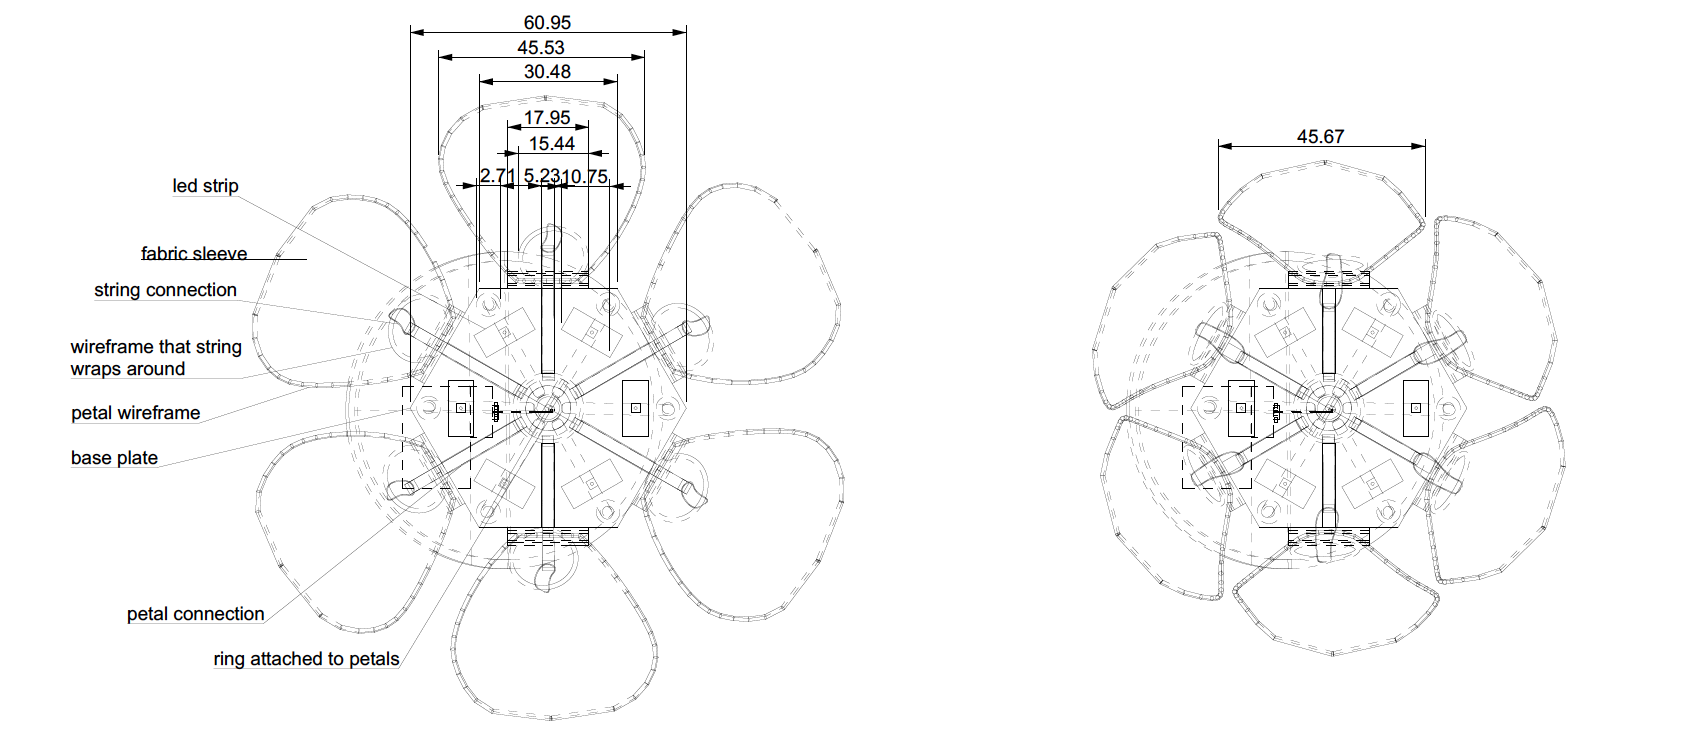 60.95
45.53
30.48
17.95
15.44
2.71 5.23 10.75
45.67
led strip
fabric sleeve
string connection
wireframe that string
wraps around
petal wireframe
base plate
petal connection
ring attached to petals